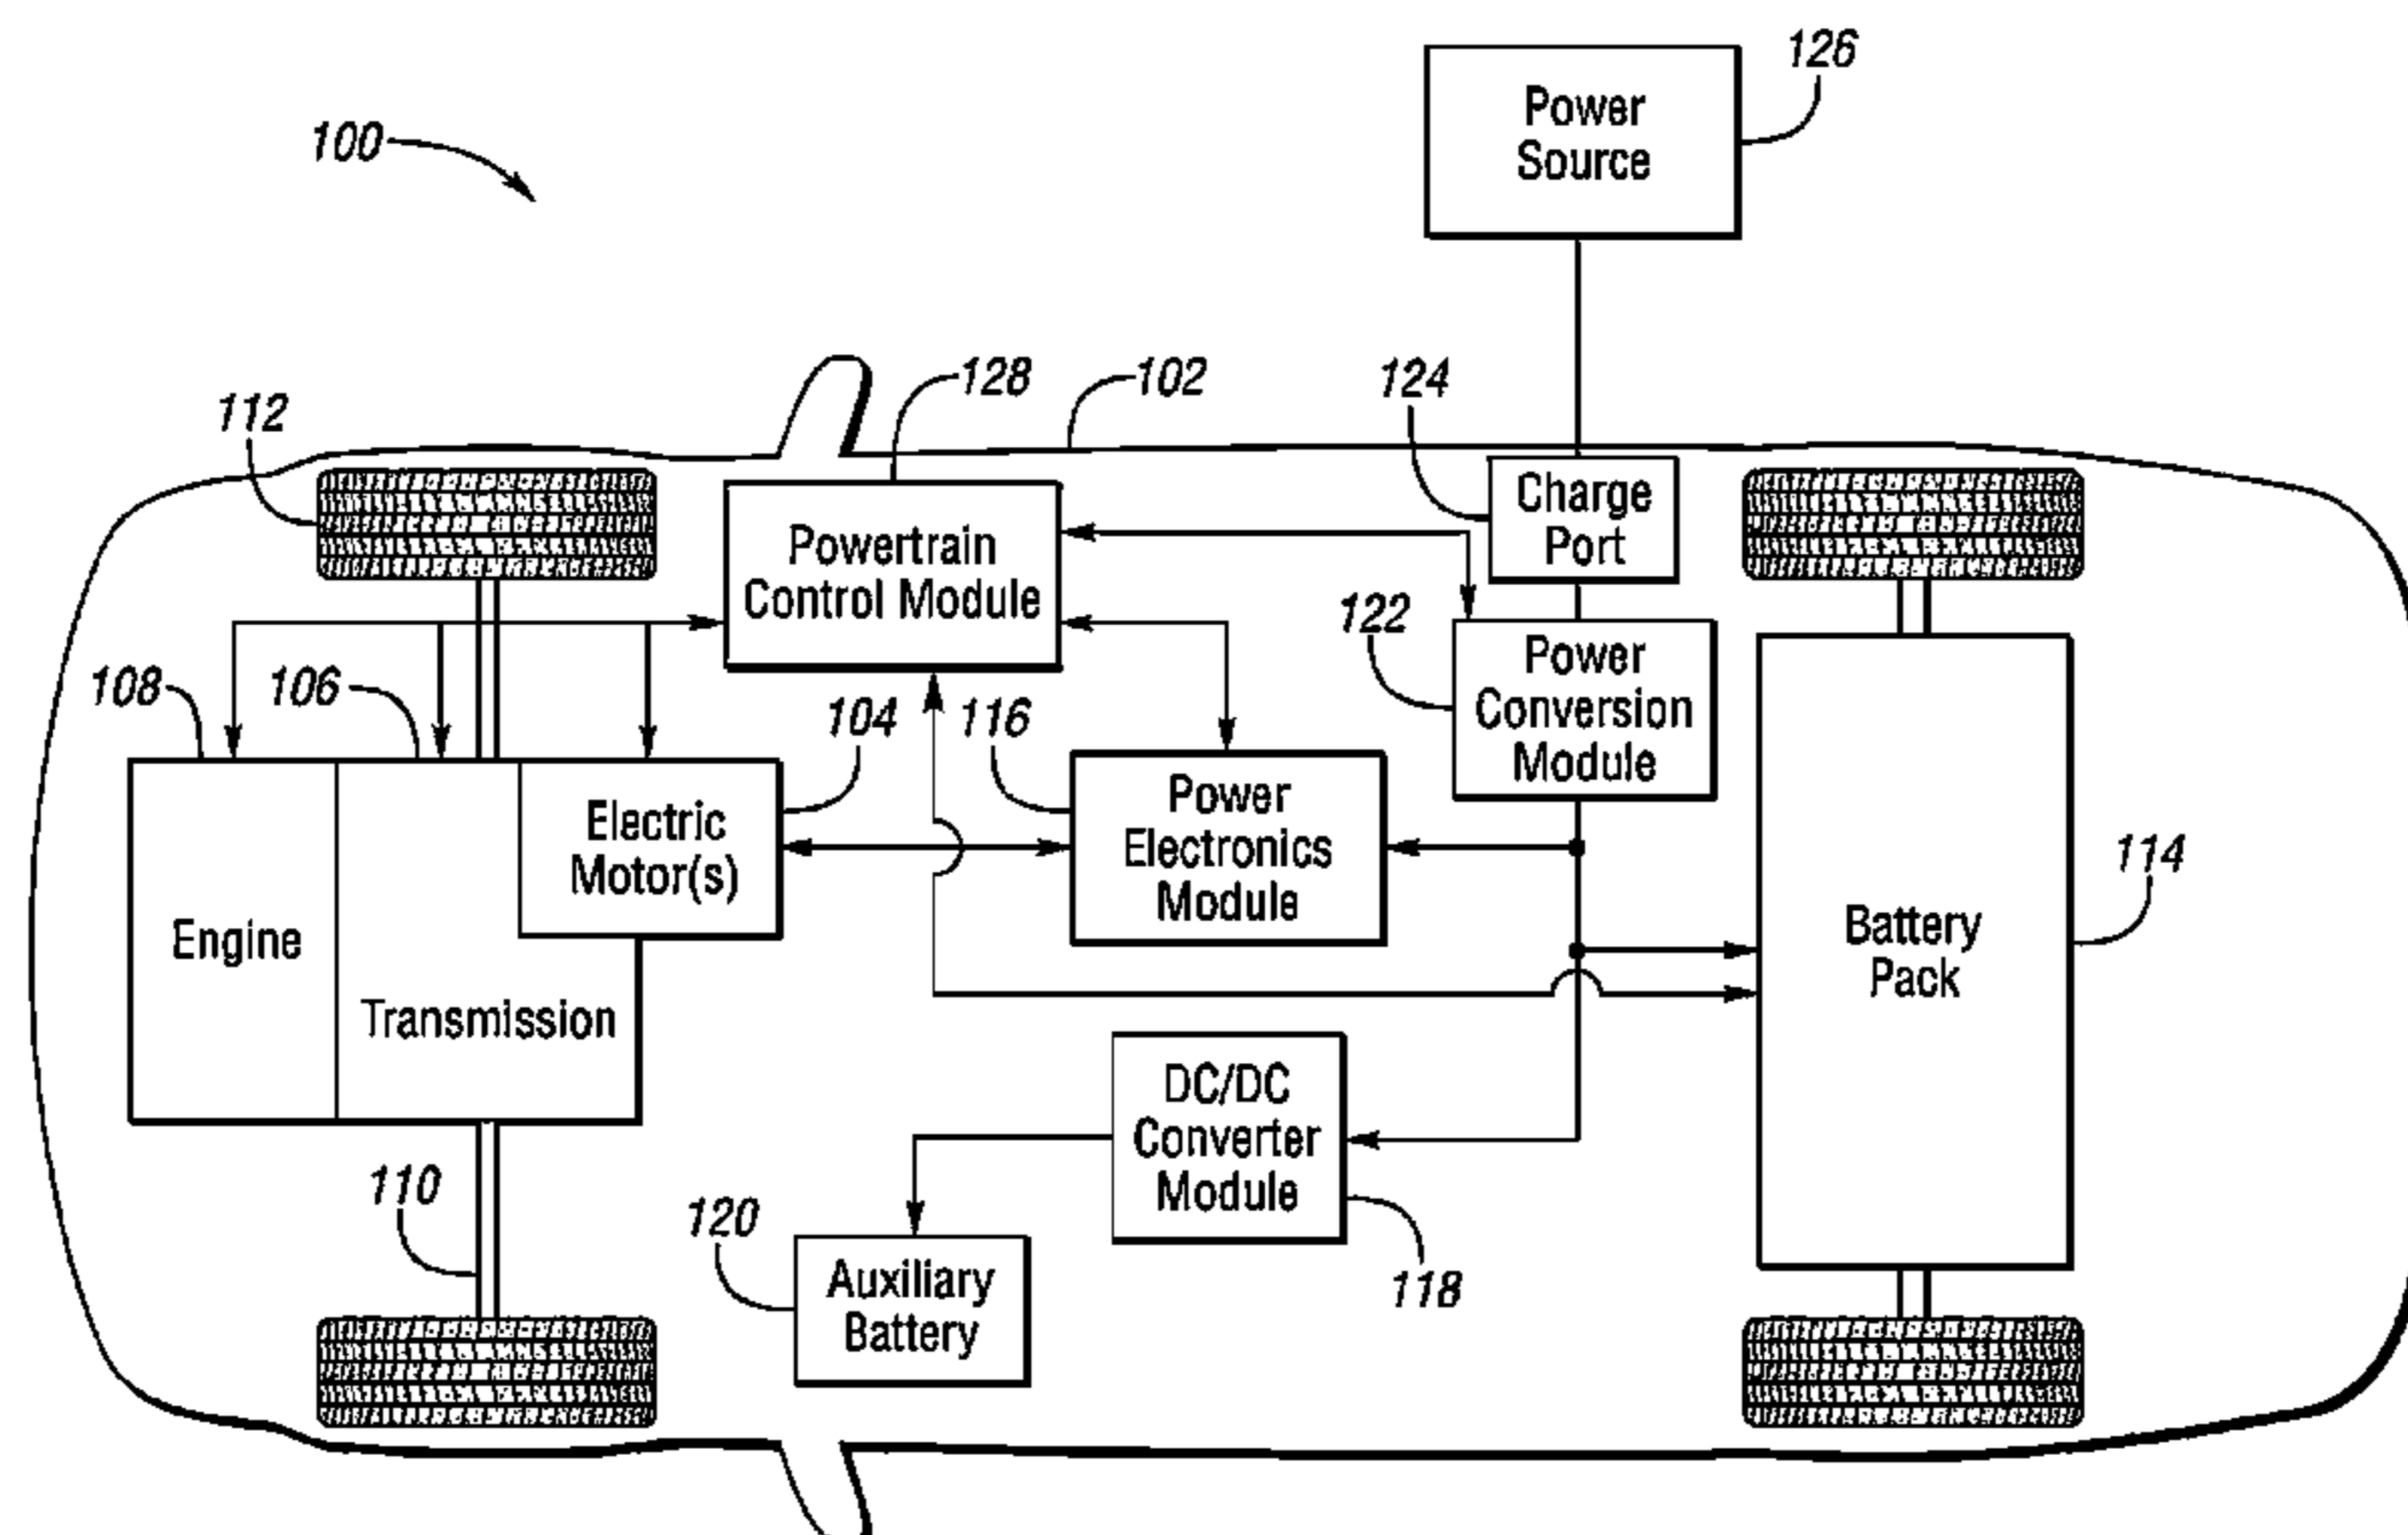 126
Power
Source
100
128
102
124
112
Charge
Port
Powertrain
Control Module
122
Power
Conversion
Module
108
106
104
116
Electric
Motor(s)
Power
Electronics
Module
114
Battery
Pack
Engine
Transmission
DC/DC
Converter
Module
110
120
118
Auxiliary
Battery